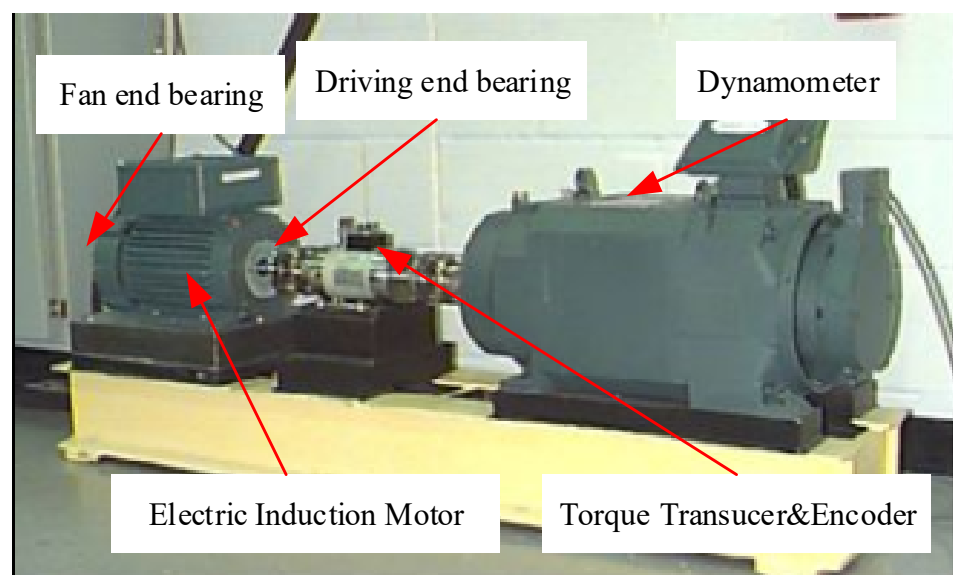 Fan end bearing
Driving end bearing
Dynamometer
Electric Induction Motor
Torque Transucer&Encoder